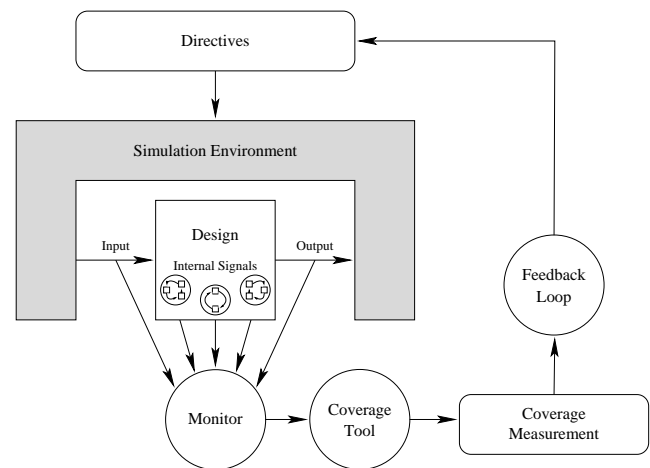 Directives
Simulation Environment
Input
Design
Output
Internal Signals
Feedback
Loop
Monitor
Coverage
Tool
Coverage
Measurement